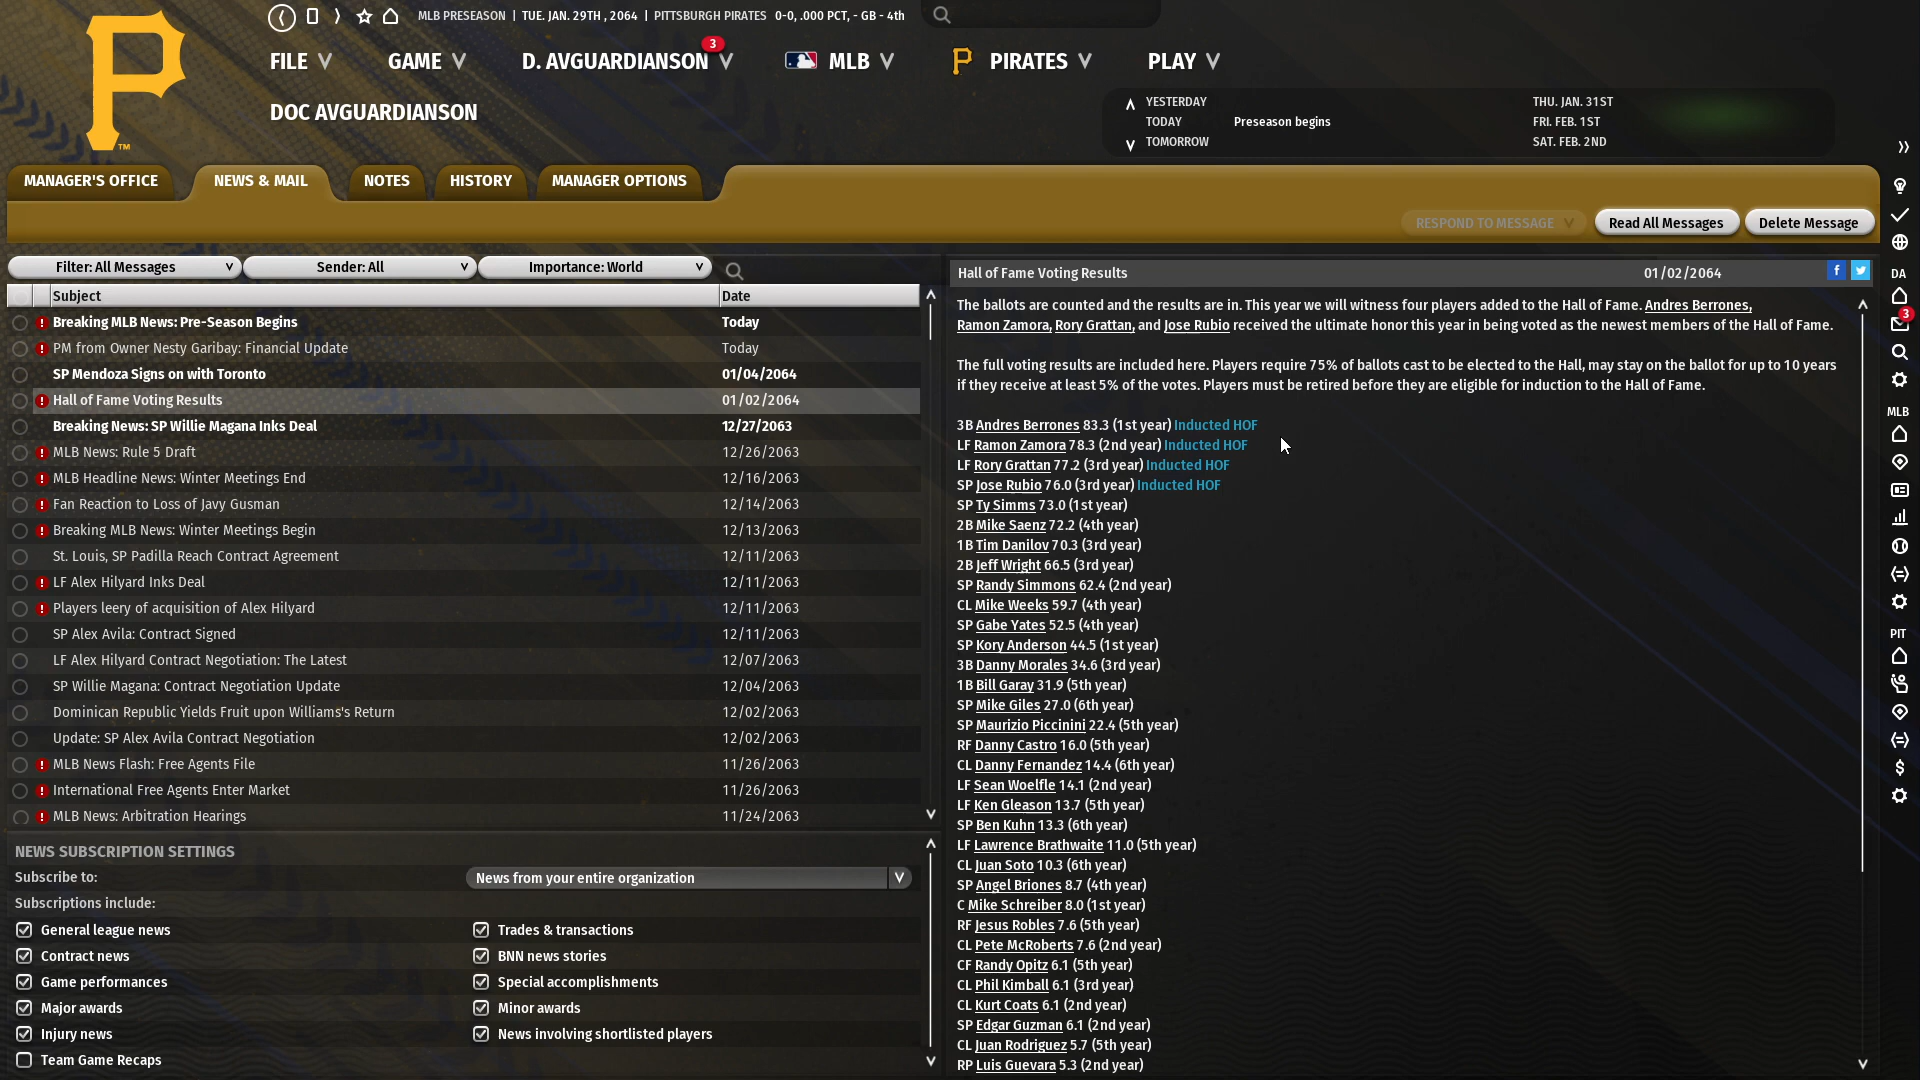 MLB PRESEASON | TUE. JAN. 29TH , 2064 | PITTSBURGH PIRATES 0-0, .000 PCT, - GB - 4th
FILE GAME D. AVGUARDIANSON 3 MLB PIRATES PLAY
DOC AVGUARDIANSON
YESTERDAY
TODAY Preseason begins
TOMORROW
THU. JAN. 31ST
FRI. FEB. 1ST
SAT. FEB. 2ND
P TM
MANAGER'S OFFICE NEWS & MAIL NOTES HISTORY MANAGER OPTIONS
RESPOND TO MESSAGE Read All Messages Delete Message
Filter: All Messages Sender: All Importance: World
Subject Date
Breaking MLB News: Pre-Season Begins Today
PM from Owner Nesty Garibay: Financial Update Today
SP Mendoza Signs on with Toronto 01/04/2064
Hall of Fame Voting Results 01/02/2064
Breaking News: SP Willie Magana Inks Deal 12/27/2063
MLB News: Rule 5 Draft 12/26/2063
MLB Headline News: Winter Meetings End 12/16/2063
Fan Reaction to Loss of Javy Gusman 12/14/2063
Breaking MLB News: Winter Meetings Begin 12/13/2063
St. Louis, SP Padilla Reach Contract Agreement 12/11/2063
LF Alex Hilyard Inks Deal 12/11/2063
Players leery of acquisition of Alex Hilyard 12/11/2063
SP Alex Avila: Contract Signed 12/11/2063
LF Alex Hilyard Contract Negotiation: The Latest 12/07/2063
SP Willie Magana: Contract Negotiation Update 12/04/2063
Dominican Republic Yields Fruit upon Williams's Return 12/02/2063
Update: SP Alex Avila Contract Negotiation 12/02/2063
MLB News Flash: Free Agents File 11/26/2063
International Free Agents Enter Market 11/26/2063
MLB News: Arbitration Hearings 11/24/2063
NEWS SUBSCRIPTION SETTINGS
Subscribe to: News from your entire organization
Subscriptions include:
General league news Trades & transactions
Contract news BNN news stories
Game performances Special accomplishments
Major awards Minor awards
Injury news News involving shortlisted players
Team Game Recaps
Hall of Fame Voting Results 01/02/2064
The ballots are counted and the results are in. This year we will witness four players added to the Hall of Fame. Andres Berrones,
Ramon Zamora, Rory Grattan, and Jose Rubio received the ultimate honor this year in being voted as the newest members of the Hall of Fame.
The full voting results are included here. Players require 75% of ballots cast to be elected to the Hall, may stay on the ballot for up to 10 years
if they receive at least 5% of the votes. Players must be retired before they are eligible for induction to the Hall of Fame.
3B Andres Berrones 83.3 (1st year) Inducted HOF
LF Ramon Zamora 78.3 (2nd year) Inducted HOF
LF Rory Grattan 77.2 (3rd year) Inducted HOF
SP Jose Rubio 76.0 (3rd year) Inducted HOF
SP Ty Simms 73.0 (1st year)
2B Mike Saenz 72.2 (4th year)
1B Tim Danilov 70.3 (3rd year)
2B Jeff Wright 66.5 (3rd year)
SP Randy Simmons 62.4 (2nd year)
CL Mike Weeks 59.7 (4th year)
SP Gabe Yates 52.5 (4th year)
SP Kory Anderson 44.5 (1st year)
3B Danny Morales 34.6 (3rd year)
1B Bill Garay 31.9 (5th year)
SP Mike Giles 27.0 (6th year)
SP Maurizio Piccinini 22.4 (5th year)
RF Danny Castro 16.0 (5th year)
CL Danny Fernandez 14.4 (6th year)
LF Sean Woelfle 14.1 (2nd year)
LF Ken Gleason 13.7 (5th year)
SP Ben Kuhn 13.3 (6th year)
LF Lawrence Brathwaite 11.0 (5th year)
CL Juan Soto 10.3 (6th year)
SP Angel Briones 8.7 (4th year)
C Mike Schreiber 8.0 (1st year)
RF Jesus Robles 7.6 (5th year)
CL Pete McRoberts 7.6 (2nd year)
CF Randy Opitz 6.1 (5th year)
CL Phil Kimball 6.1 (3rd year)
CL Kurt Coats 6.1 (2nd year)
SP Edgar Guzman 6.1 (2nd year)
CL Juan Rodriguez 5.7 (5th year)
RP Luis Guevara 5.3 (2nd year)
DA
3
MLB
PIT